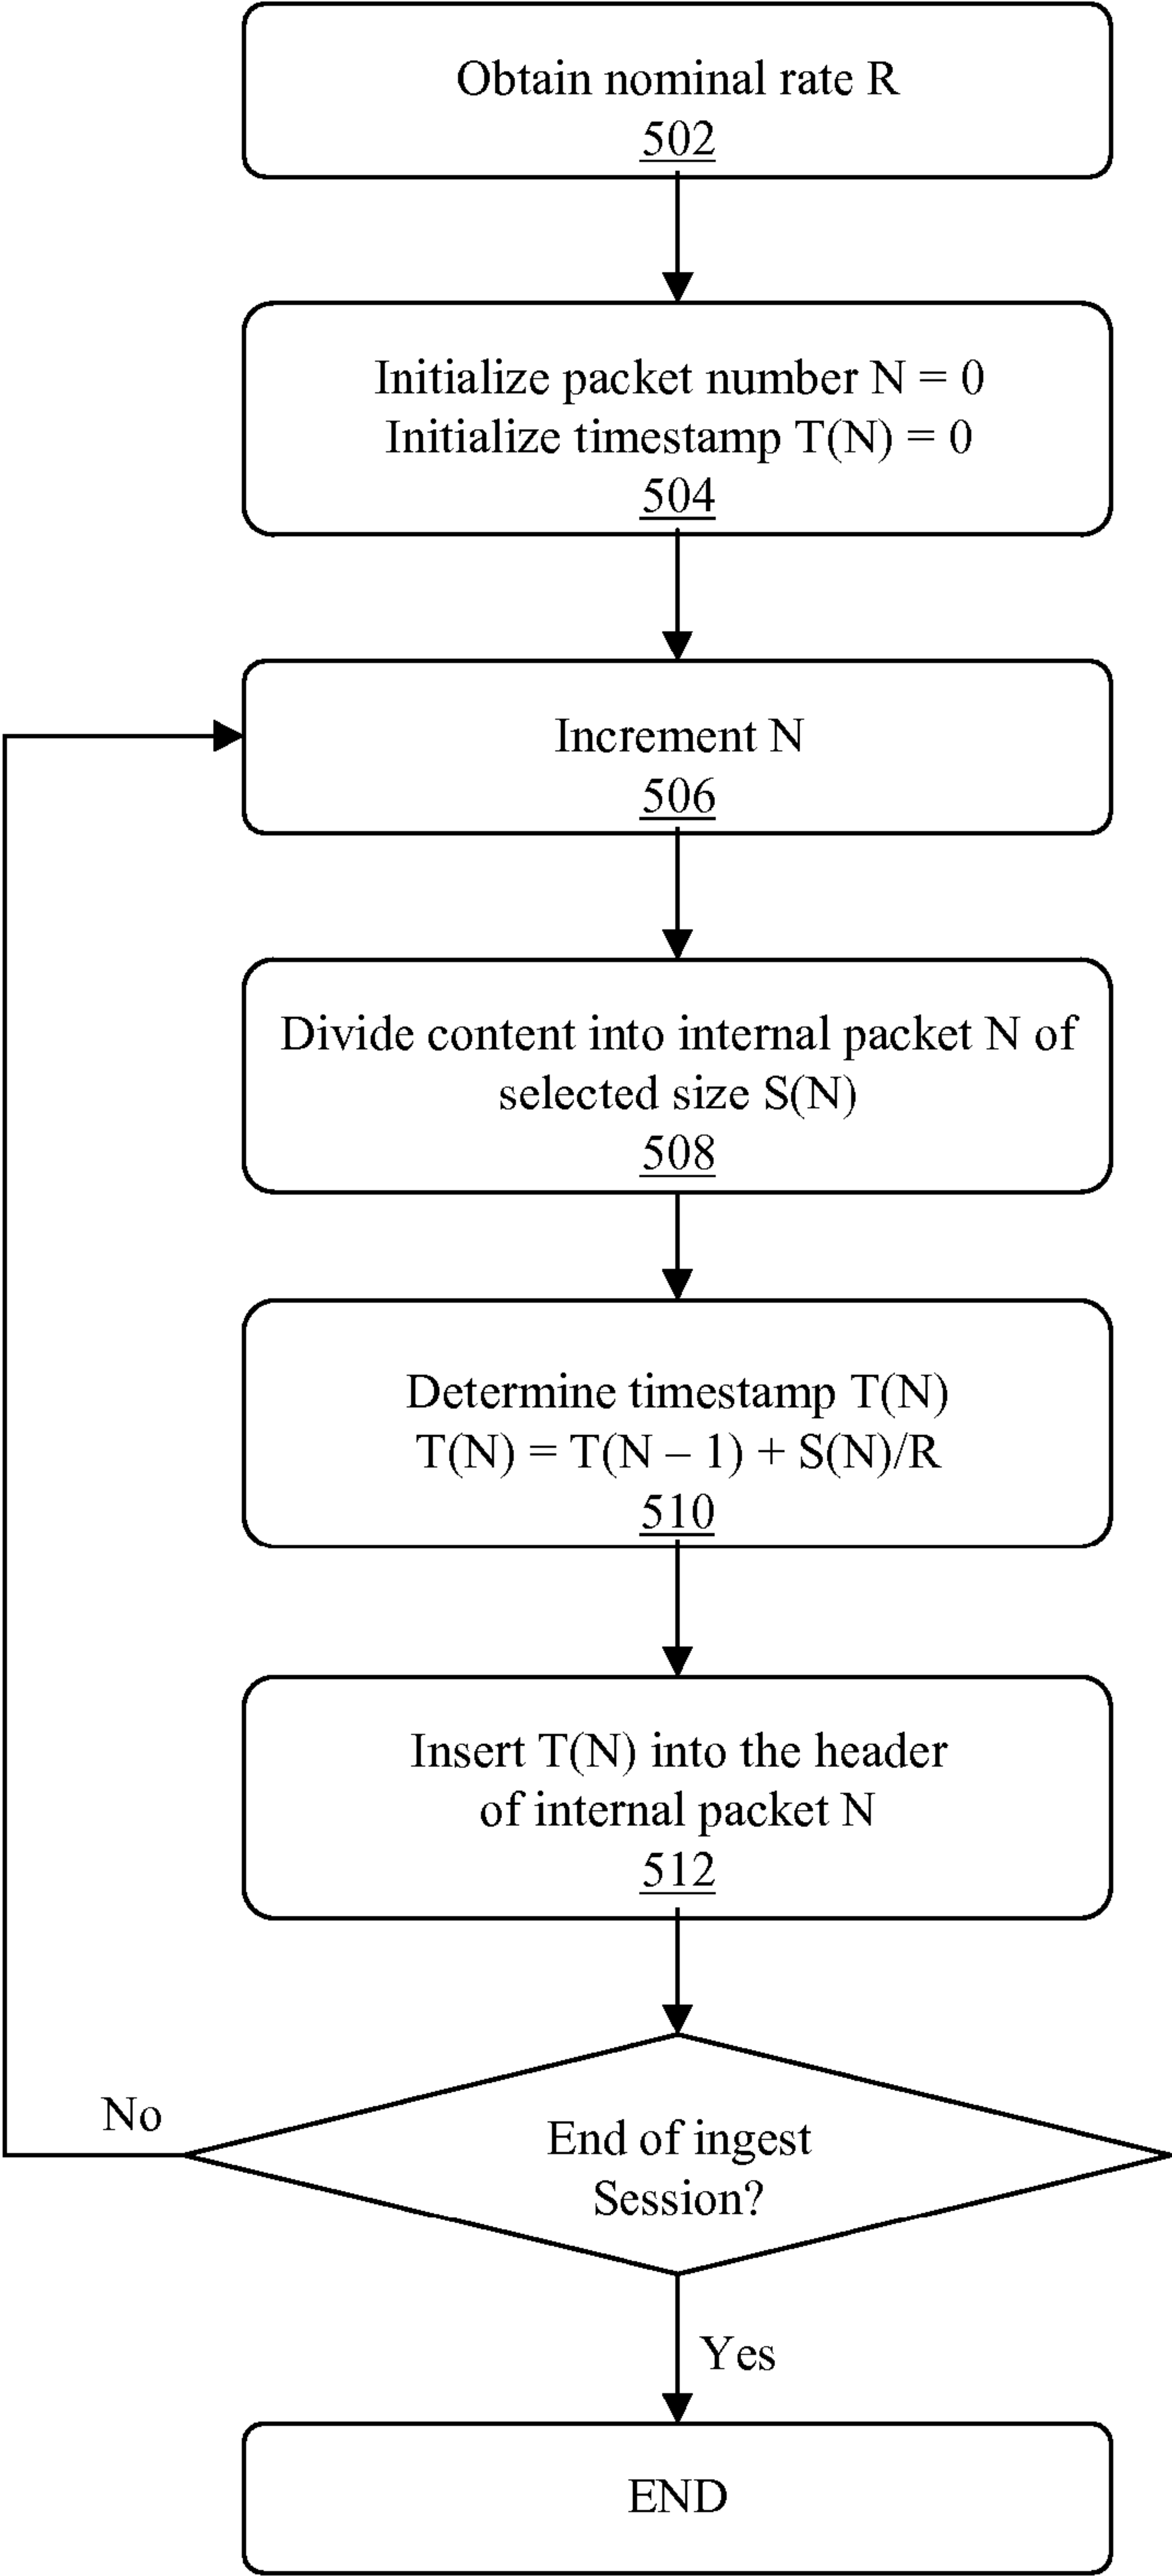 Obtain nominal rate R
502
Initialize packet number N = 0
Initialize timestamp T(N) = 0
504
Increment N
506
Divide content into internal packet N of
selected size S(N)
508
Determine timestamp T(N)
T(N) = T(N – 1) + S(N)/R
510
Insert T(N) into the header
of internal packet N
512
No
End of ingest
Session?
Yes
END